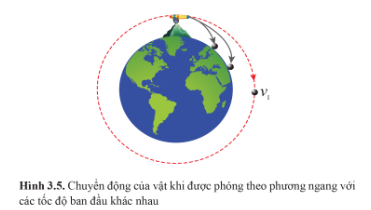 v₁
Hình 3.5. Chuyển động của vật khi được phóng theo phương ngang với
các tốc độ ban đầu khác nhau